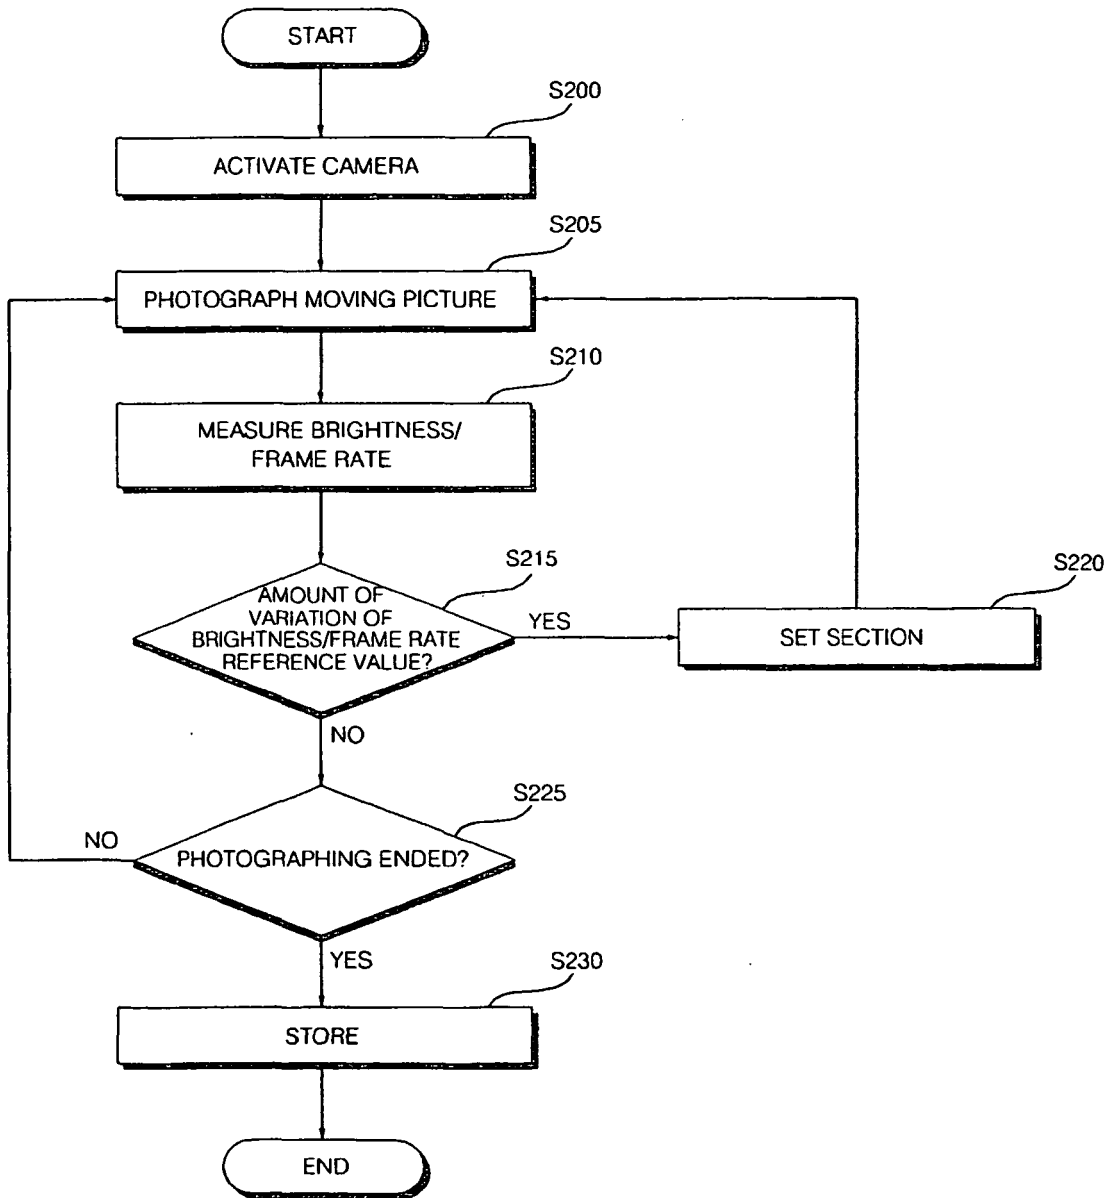 START
S200
ACTIVATE CAMERA
S205
PHOTOGRAPH MOVING PICTURE
S210
MEASURE BRIGHTNESS/
FRAME RATE
S215
AMOUNT OF
VARIATION OF
BRIGHTNESS/FRAME RATE
REFERENCE VALUE?
YES
S220
SET SECTION
NO
S225
PHOTOGRAPHING ENDED?
NO
YES
S230
STORE
END